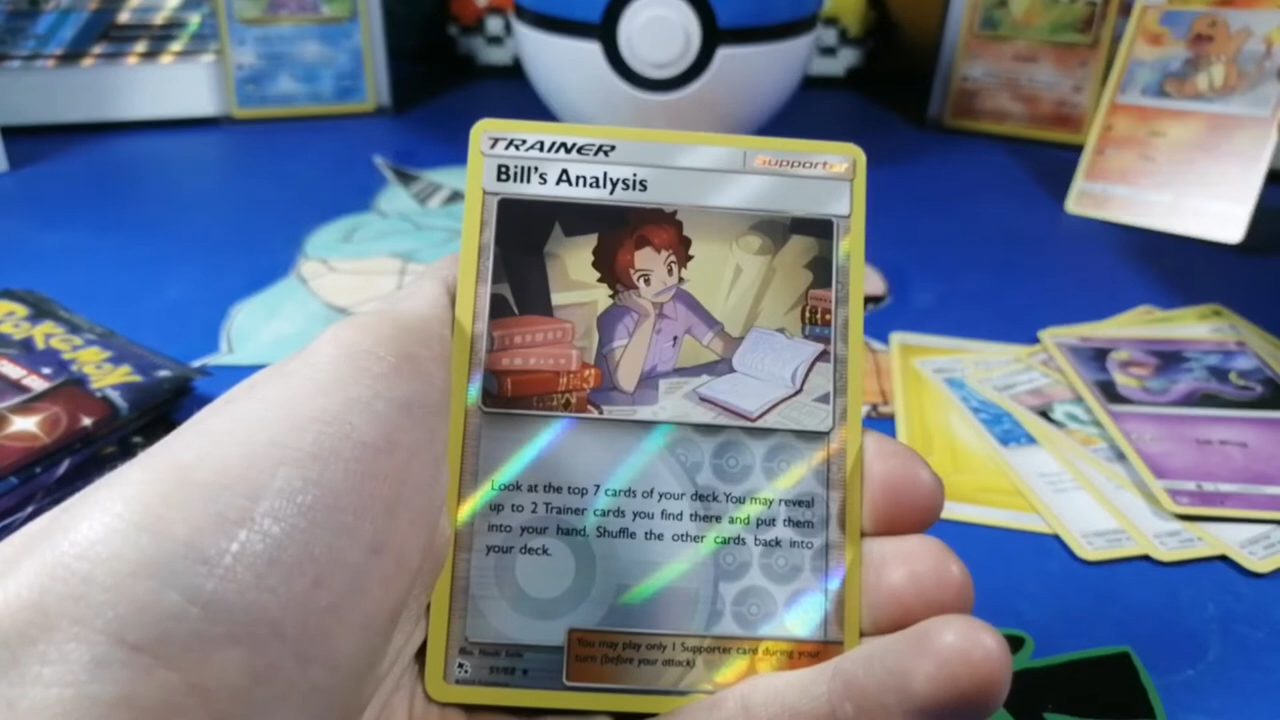 TRAINER
Supporter
Bill's Analysis
Look at the top 7 cards of your deck. You may reveal
up to 2 Trainer cards you find there and put them
into your hand. Shuffle the other cards back into
your deck.
You may play only 1 Supporter card during your
turn (before your attack).
51/68
POKéMON